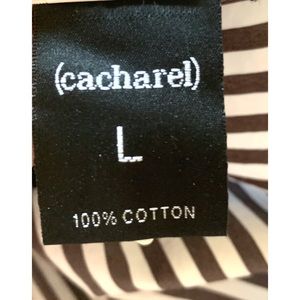 (cacharel)
L
100% COTTON